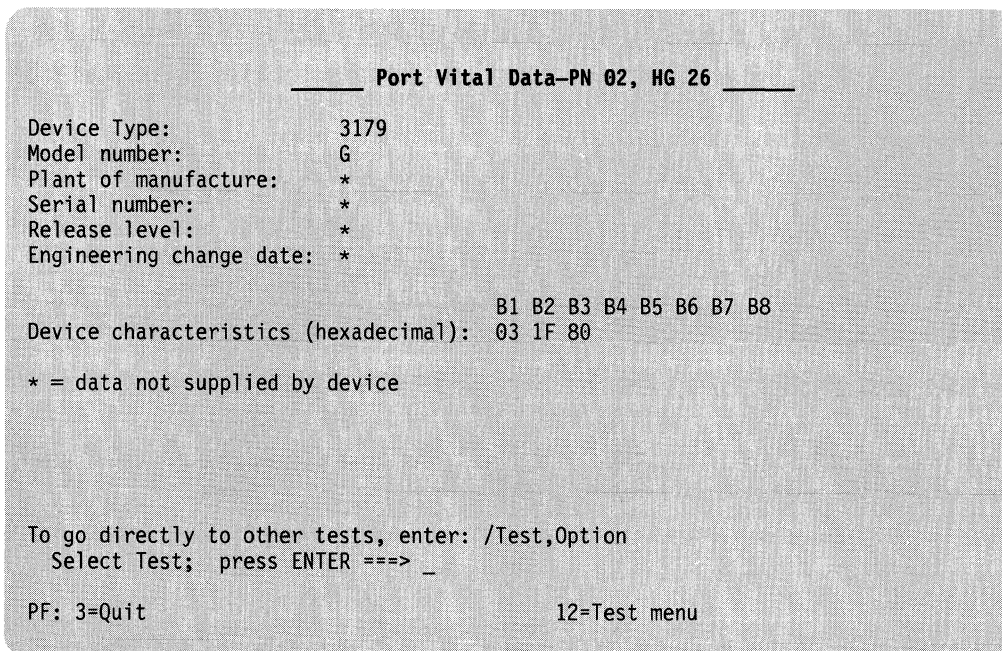 ______ Port Vital Data—PN 02, HG 26 ______
Device Type: 3179
Model number: G
Plant of manufacture: *
Serial number: *
Release level: *
Engineering change date: *
B1 B2 B3 B4 B5 B6 B7 B8
Device characteristics (hexadecimal): 03 1F 80
* = data not supplied by device
To go directly to other tests, enter: /Test,Option
Select Test; press ENTER ===> _
PF: 3=Quit 12=Test menu